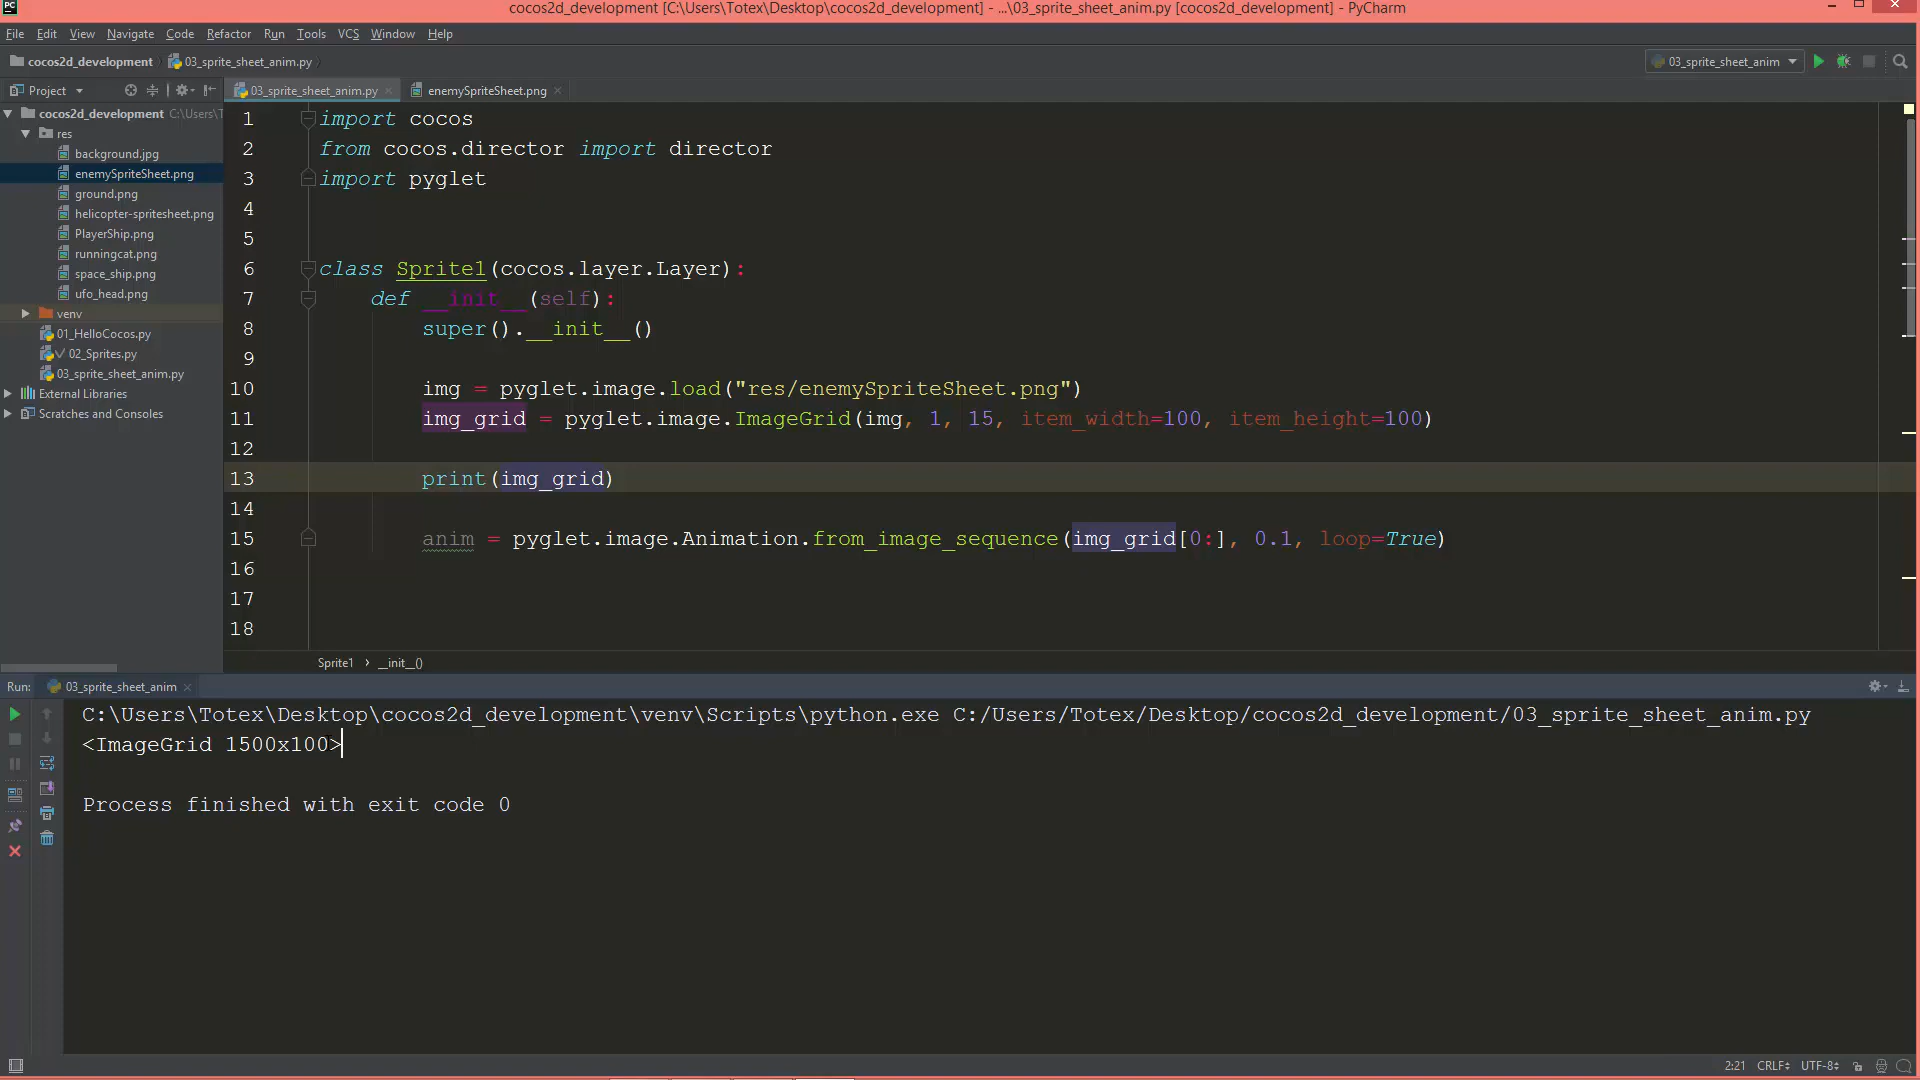 cocos2d_development [C:\Users\Totex\Desktop\cocos2d_development] - ...\03_sprite_sheet_anim.py [cocos2d_development] - PyCharm
File Edit View Navigate Code Refactor Run Tools VCS Window Help
cocos2d_development 03_sprite_sheet_anim.py 03_sprite_sheet_anim
Project 03_sprite_sheet_anim.py enemySpriteSheet.png
cocos2d_development C:\Users\T
res
background.jpg
enemySpriteSheet.png
ground.png
helicopter-spritesheet.png
PlayerShip.png
runningcat.png
space_ship.png
ufo_head.png
venv
01_HelloCocos.py
02_Sprites.py
03_sprite_sheet_anim.py
External Libraries
Scratches and Consoles
1 import cocos
2 from cocos.director import director
3 import pyglet
4
5
6 class Sprite1(cocos.layer.Layer):
7 def __init__(self):
8 super().__init__()
9
10 img = pyglet.image.load("res/enemySpriteSheet.png")
11 img_grid = pyglet.image.ImageGrid(img, 1, 15, item_width=100, item_height=100)
12
13 print(img_grid)
14
15 anim = pyglet.image.Animation.from_image_sequence(img_grid[0:], 0.1, loop=True)
16
17
18
Sprite1 › __init__()
Run: 03_sprite_sheet_anim
C:\Users\Totex\Desktop\cocos2d_development\venv\Scripts\python.exe C:/Users/Totex/Desktop/cocos2d_development/03_sprite_sheet_anim.py
<ImageGrid 1500x100>
Process finished with exit code 0
2:21 CRLF UTF-8